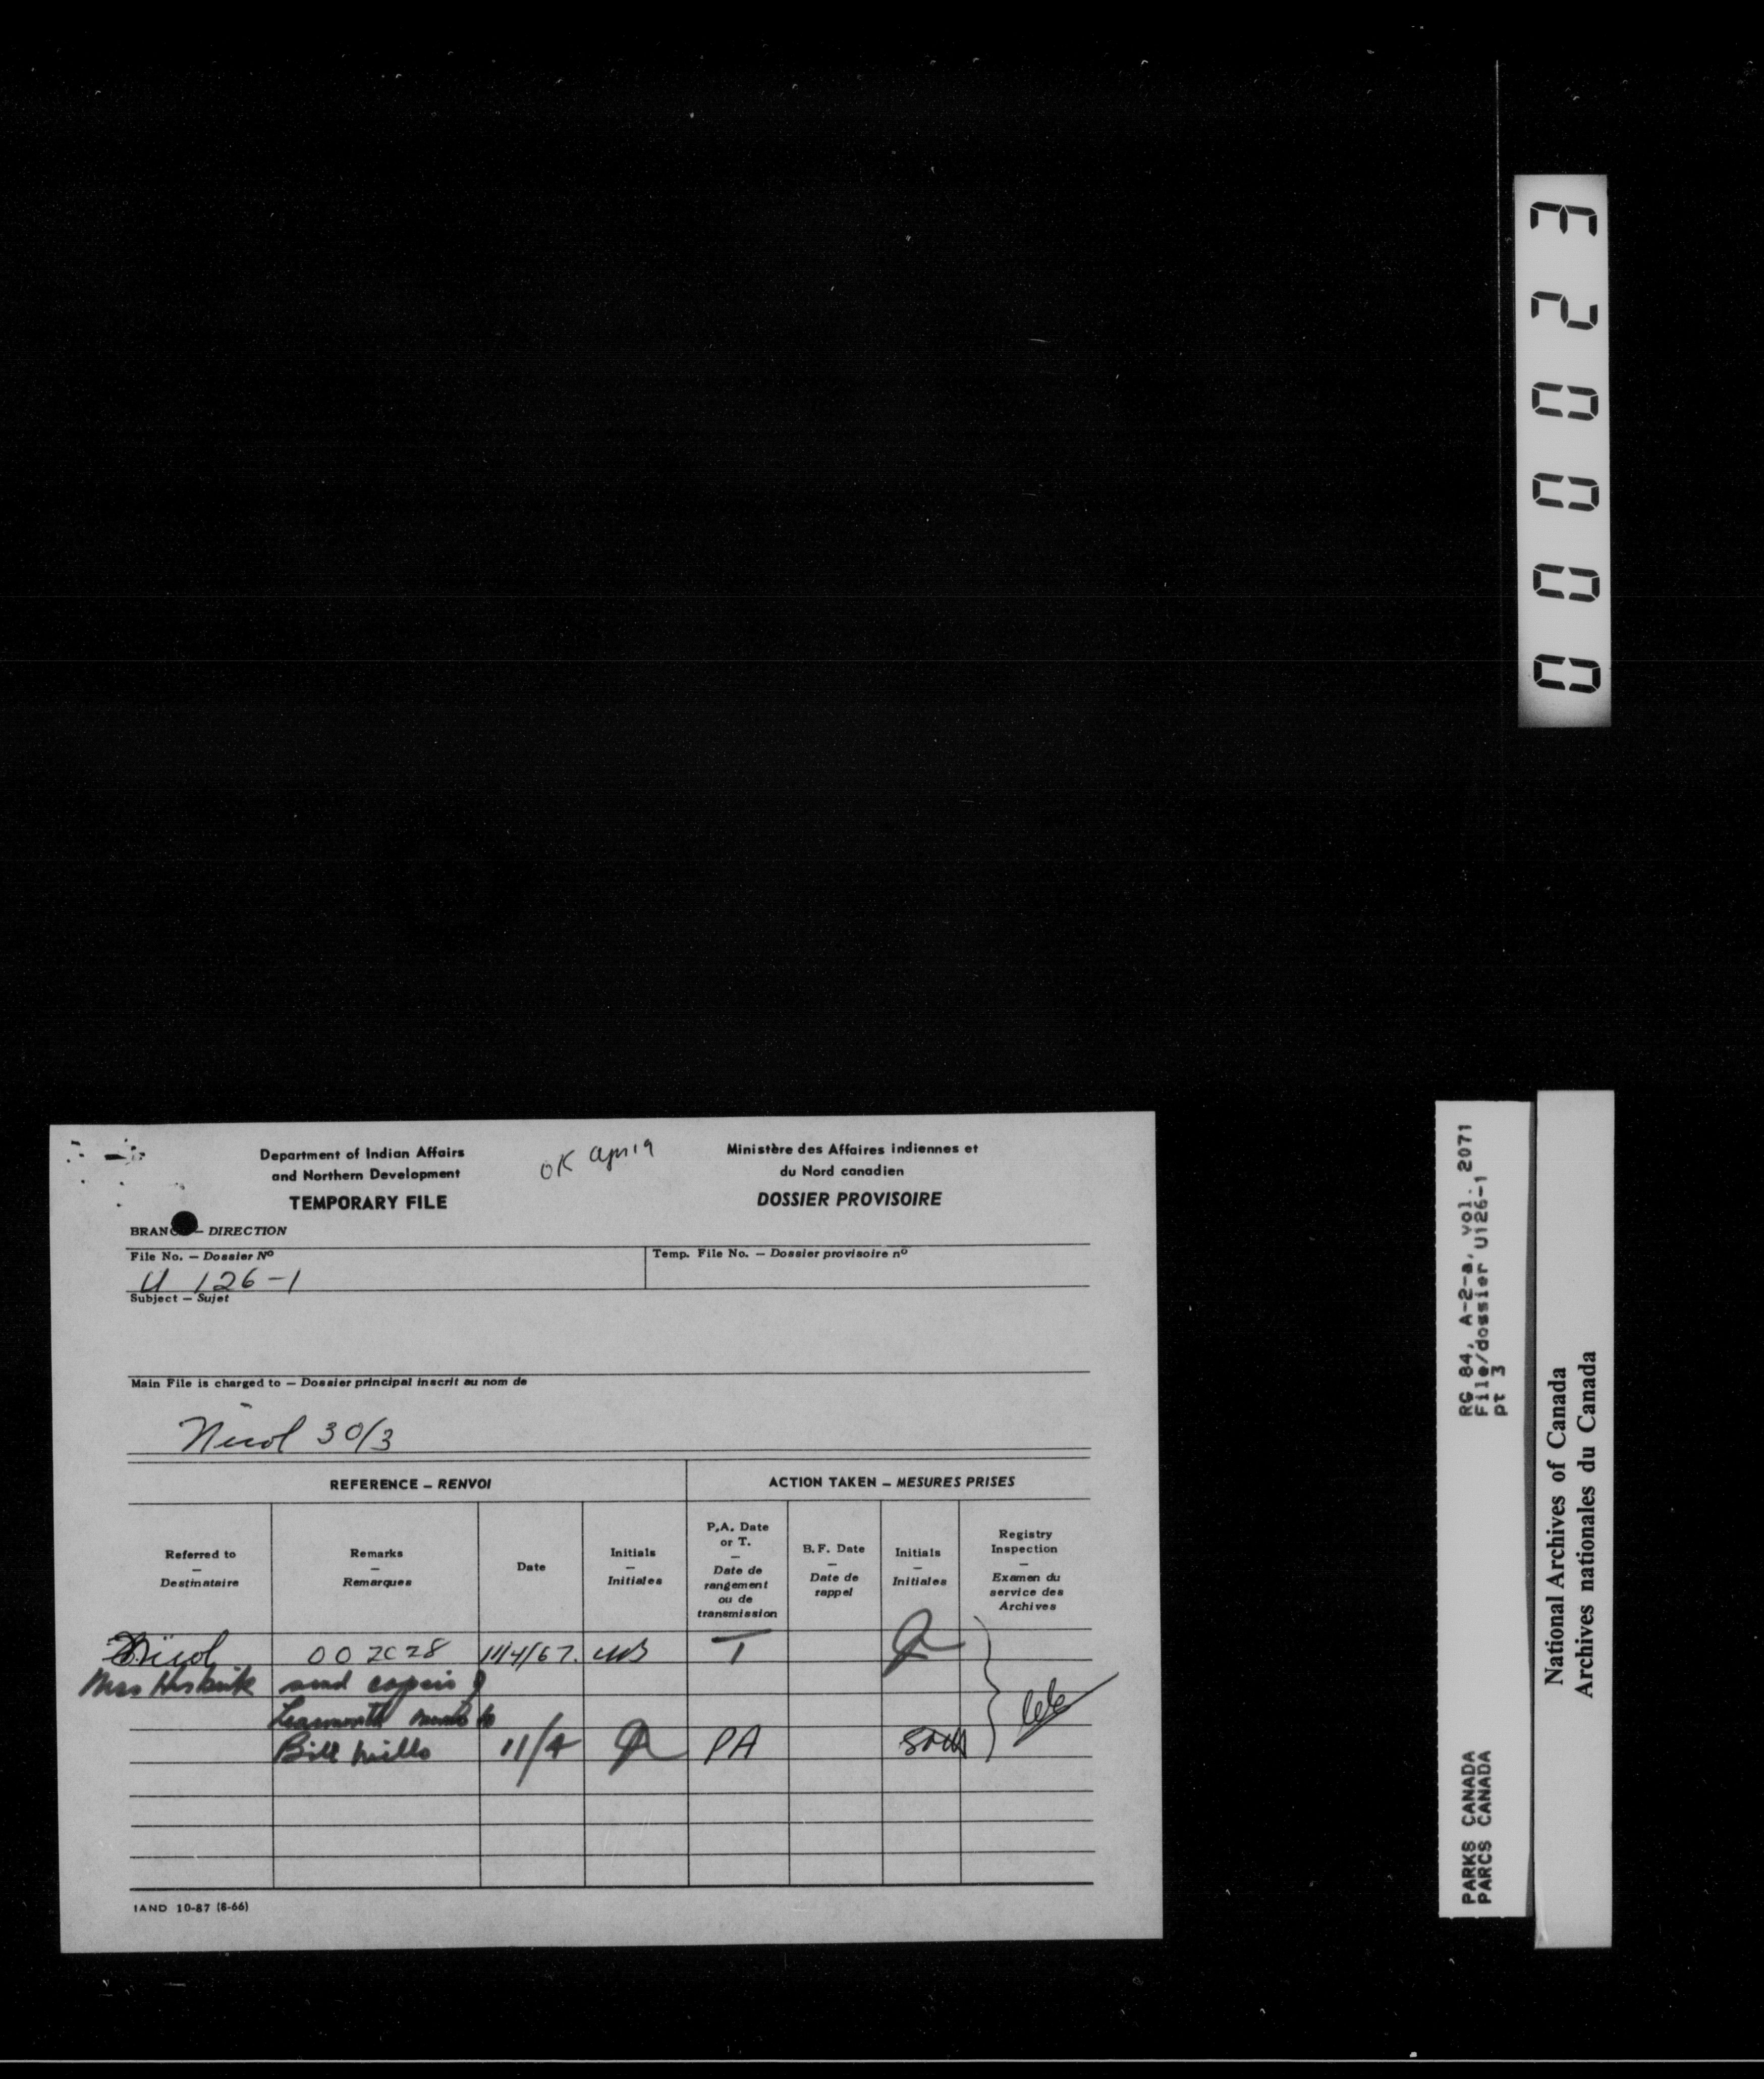 Department of Indian Affairs
and Northern Development
TEMPORARY FILE
OK
Ministère des Affaires indiennes et
du Nord canadien
DOSSIER PROVISOIRE
– DIRECTION
File No. – Dossier Nº
U 126-1
Temp. File No. – Dossier provisoire nº
Subject – Sujet
Main File is charged to – Dossier principal inscrit au nom de
Nicol 30/3
REFERENCE – RENVOI
ACTION TAKEN – MESURES PRISES
Referred to
–
Destinataire
Remarks
–
Remarques
Date
Initials
–
Initiales
P.A. Date
or T.
–
Date de
rangement
ou de
transmission
B.F. Date
–
Date de
rappel
Initials
–
Initiales
Registry
Inspection
–
Examen du
service des
Archives
Nicol 11/4/67. T
send copies
Bill Mills 11/4 PA
IAND 10-87 (8-66)
000023
RG 84, A-2-a, vol. 2071
File/dossier U126-1
pt 3
PARKS CANADA
PARCS CANADA
National Archives of Canada
Archives nationales du Canada